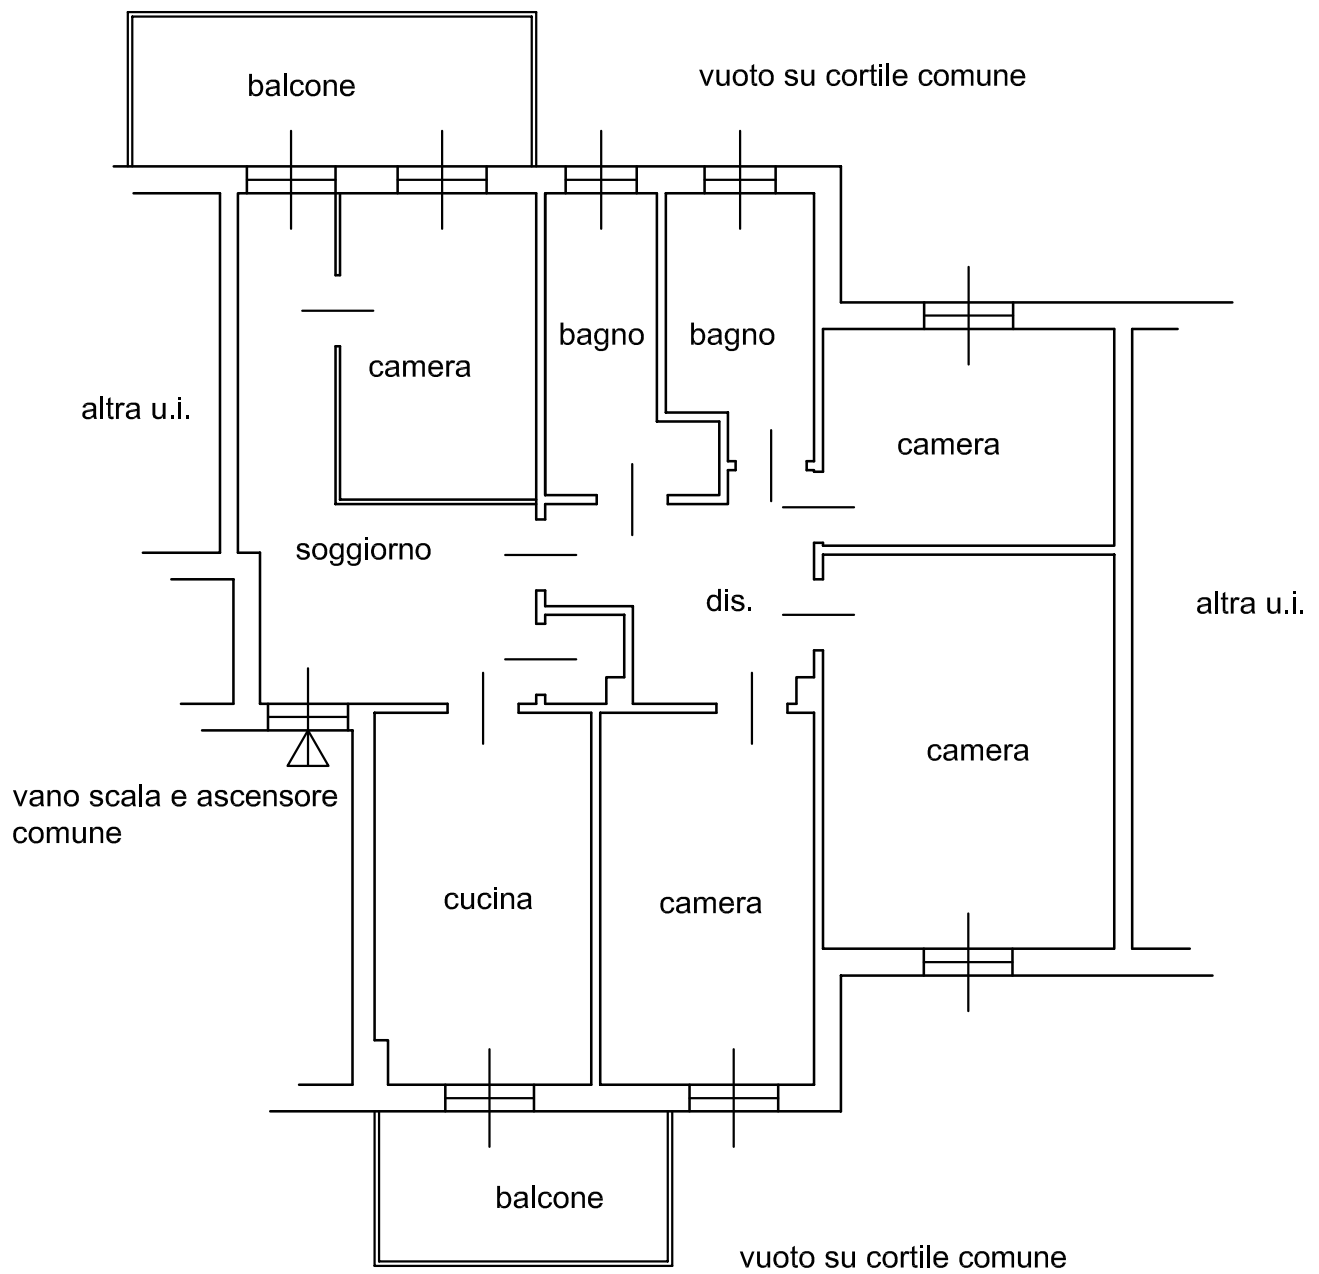 vuoto su cortile comune
balcone
bagno
bagno
camera
altra u.i.
camera
soggiorno
dis.
altra u.i.
camera
vano scala e ascensore
comune
cucina
camera
balcone
vuoto su cortile comune